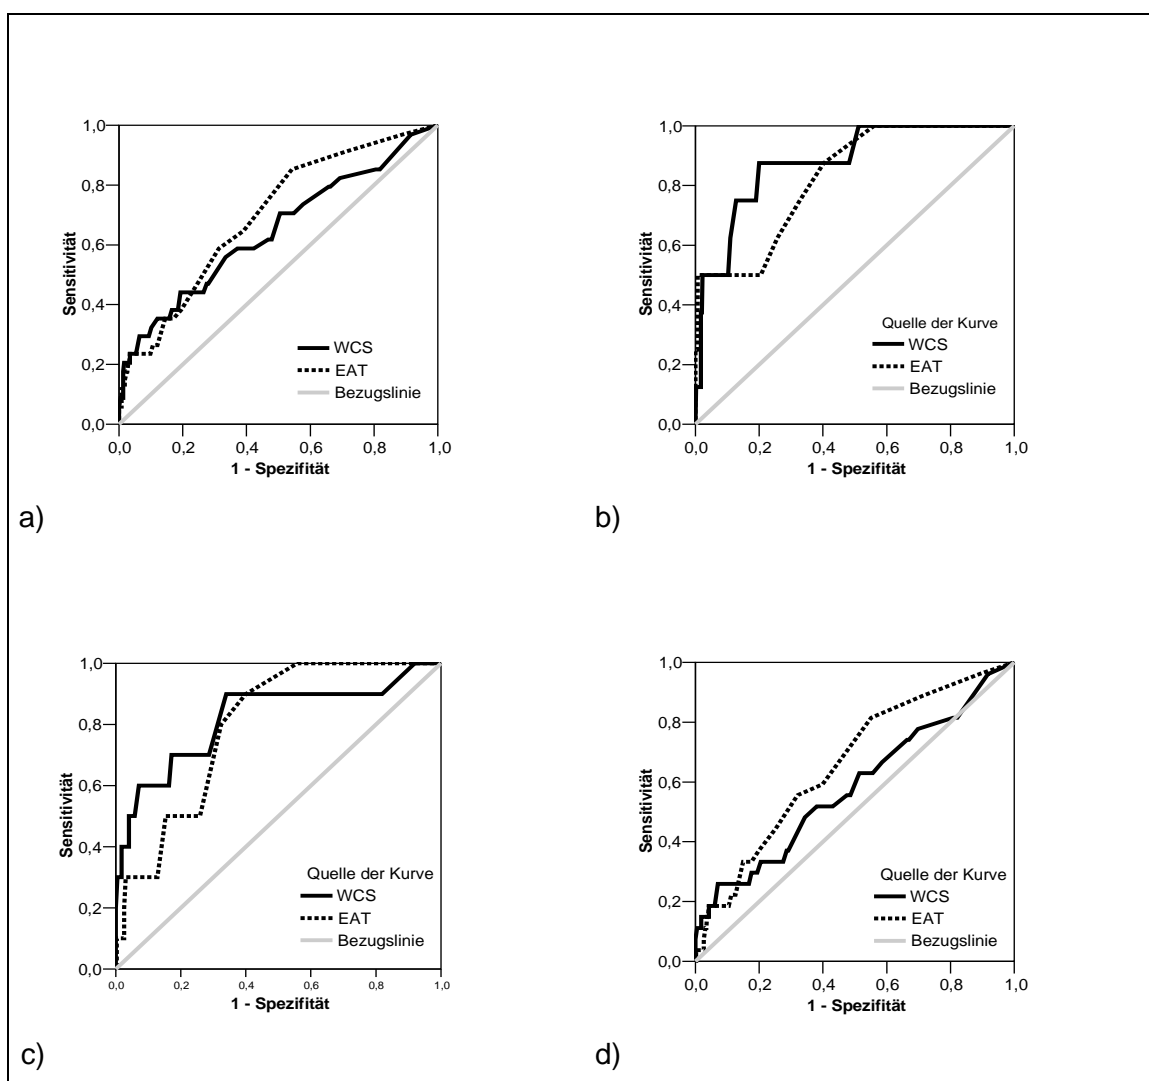 1,0
0,8
0,6
0,4
0,2
0,0
Sensitivität
WCS
EAT
Bezugslinie
0,0 0,2 0,4 0,6 0,8 1,0
1 - Spezifität
a)
1,0
0,8
0,6
0,4
0,2
0,0
Sensitivität
Quelle der Kurve
WCS
EAT
Bezugslinie
0,0 0,2 0,4 0,6 0,8 1,0
1 - Spezifität
b)
1,0
0,8
0,6
0,4
0,2
0,0
Sensitivität
Quelle der Kurve
WCS
EAT
Bezugslinie
0,0 0,2 0,4 0,6 0,8 1,0
1 - Spezifität
c)
1,0
0,8
0,6
0,4
0,2
0,0
Sensitivität
Quelle der Kurve
WCS
EAT
Bezugslinie
0,0 0,2 0,4 0,6 0,8 1,0
1 - Spezifität
d)